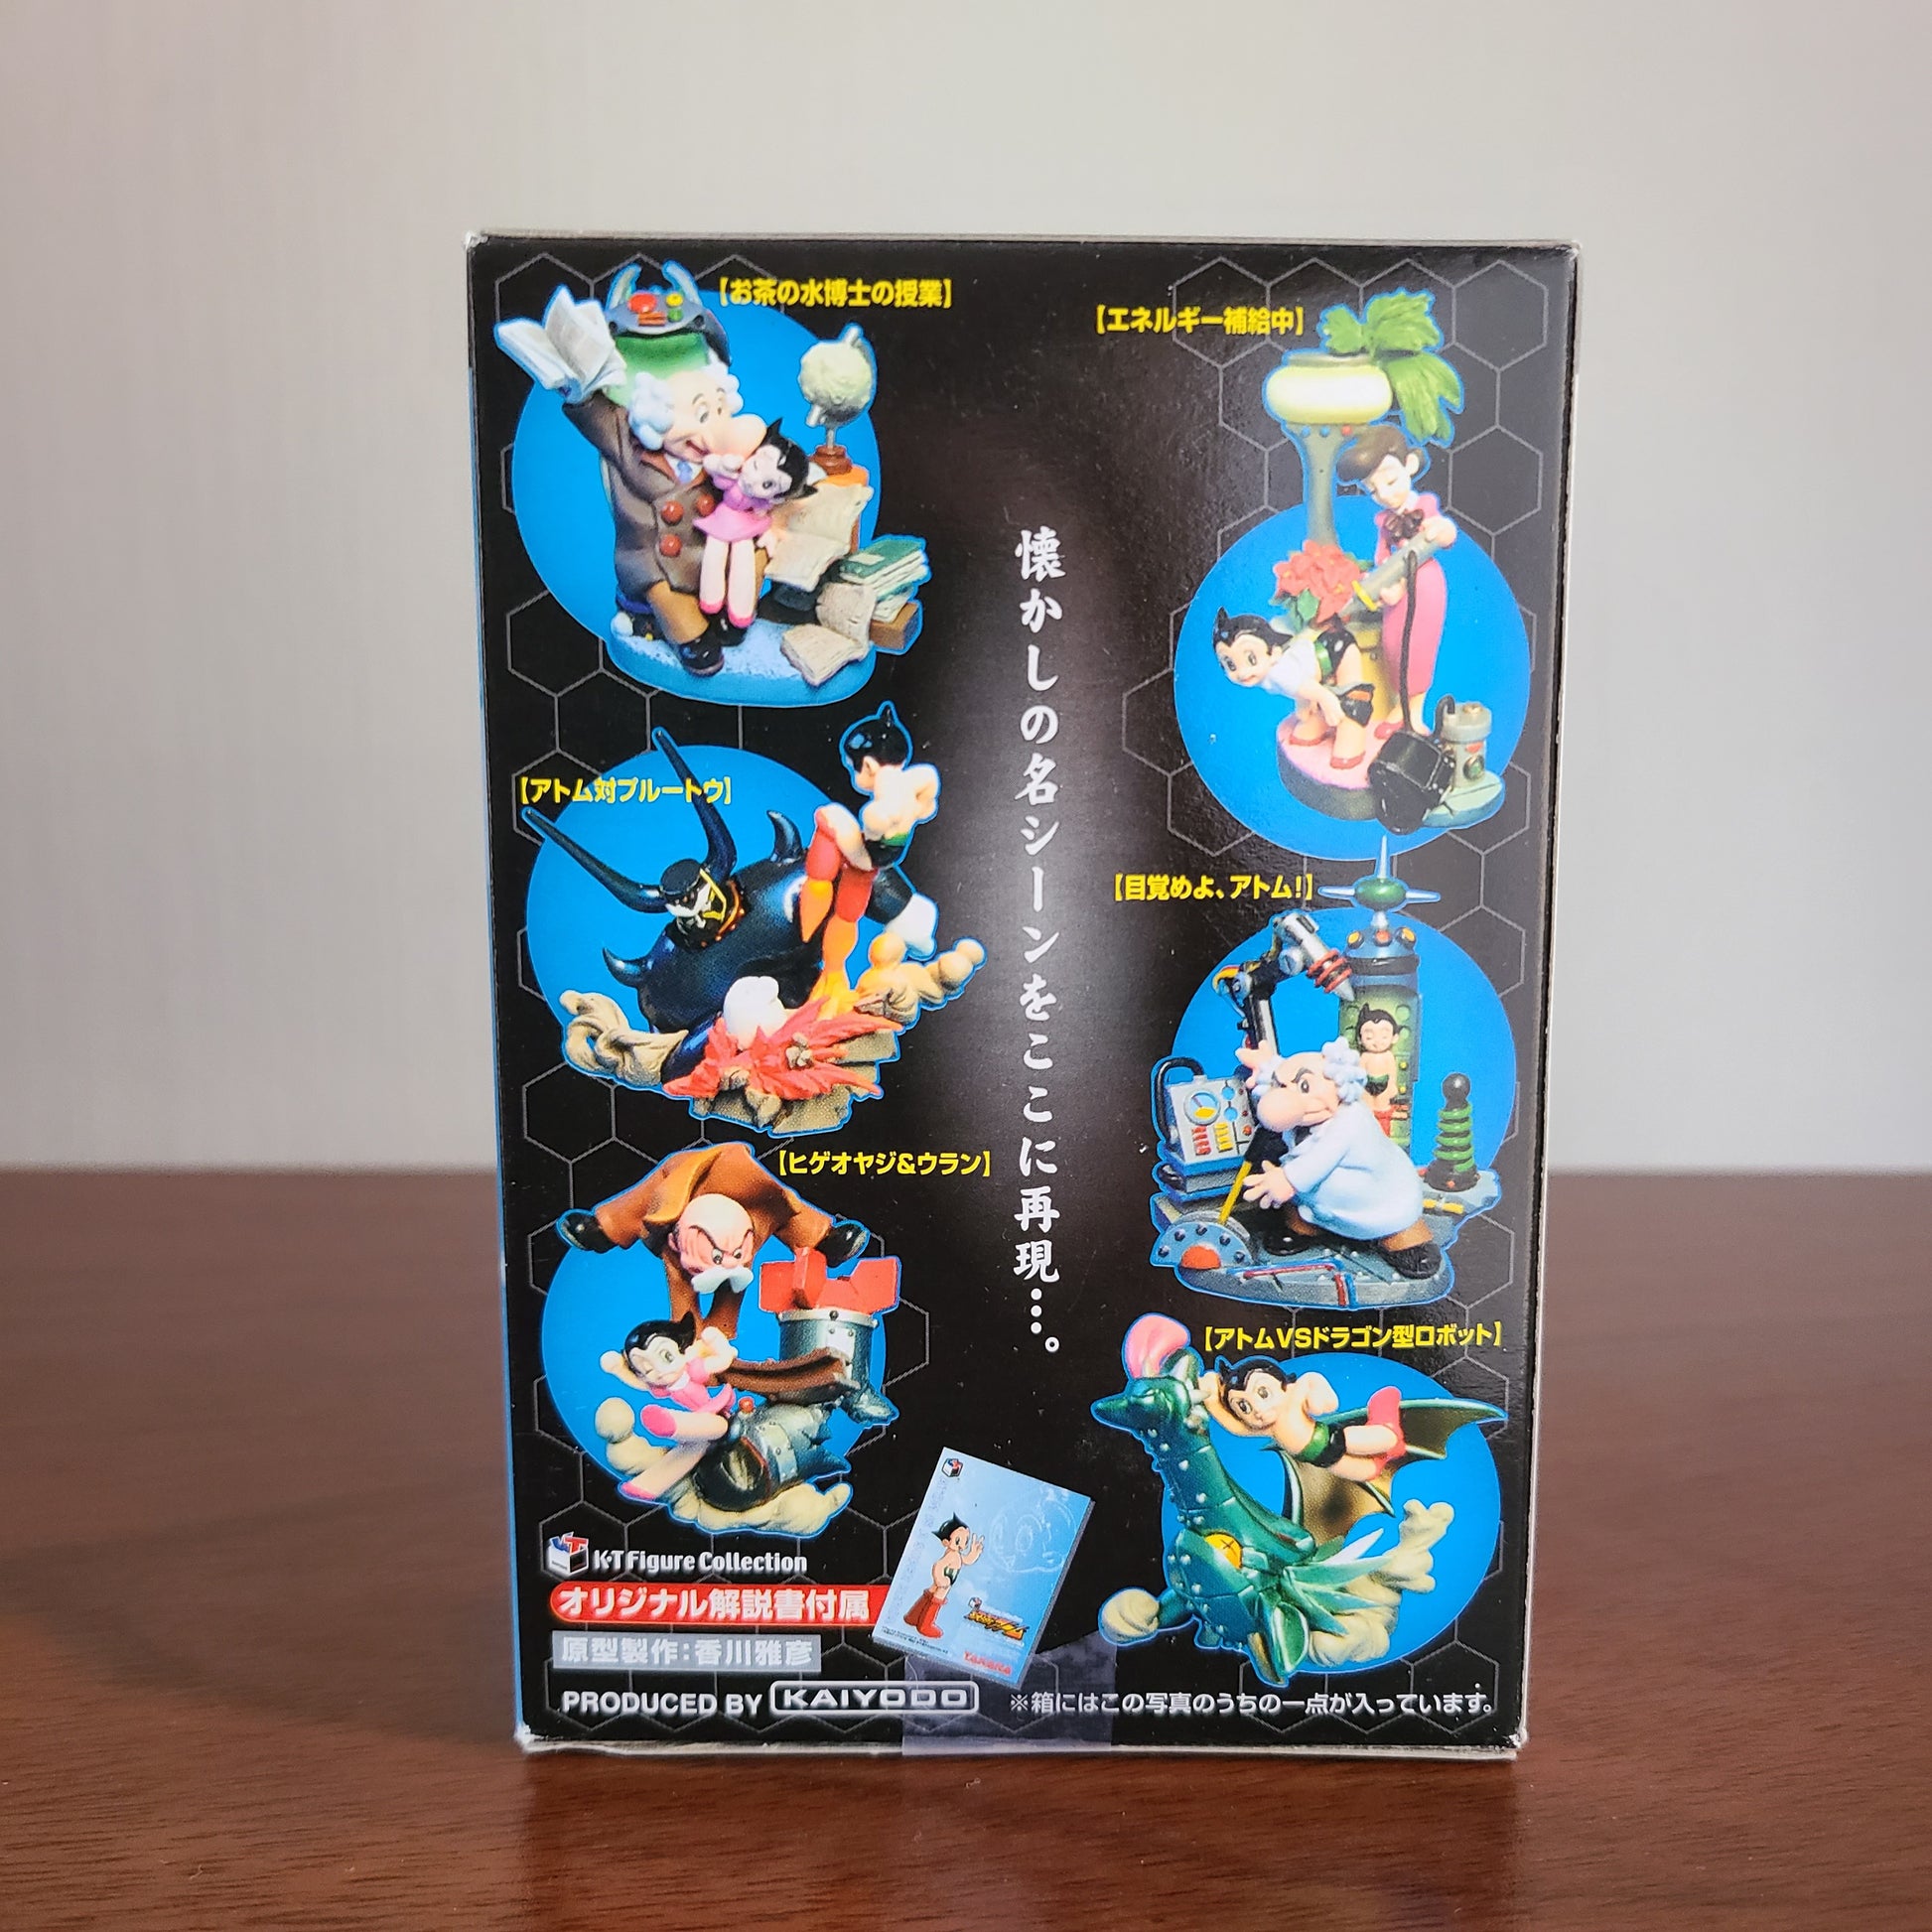 【お茶の水博士の授業】
【エネルギー補給中】
【アトム対プルートウ】
懐かしの名シーンをここに再現…。
【目覚めよ、アトム!】
【ヒゲオヤジ&ウラン】
【アトムVSドラゴン型ロボット】
K・T Figure Collection
オリジナル解説書付属
原型製作:香川雅彦
PRODUCED BY KAIYODO
※箱にはこの写真のうちの一点が入っています。
TAKARA